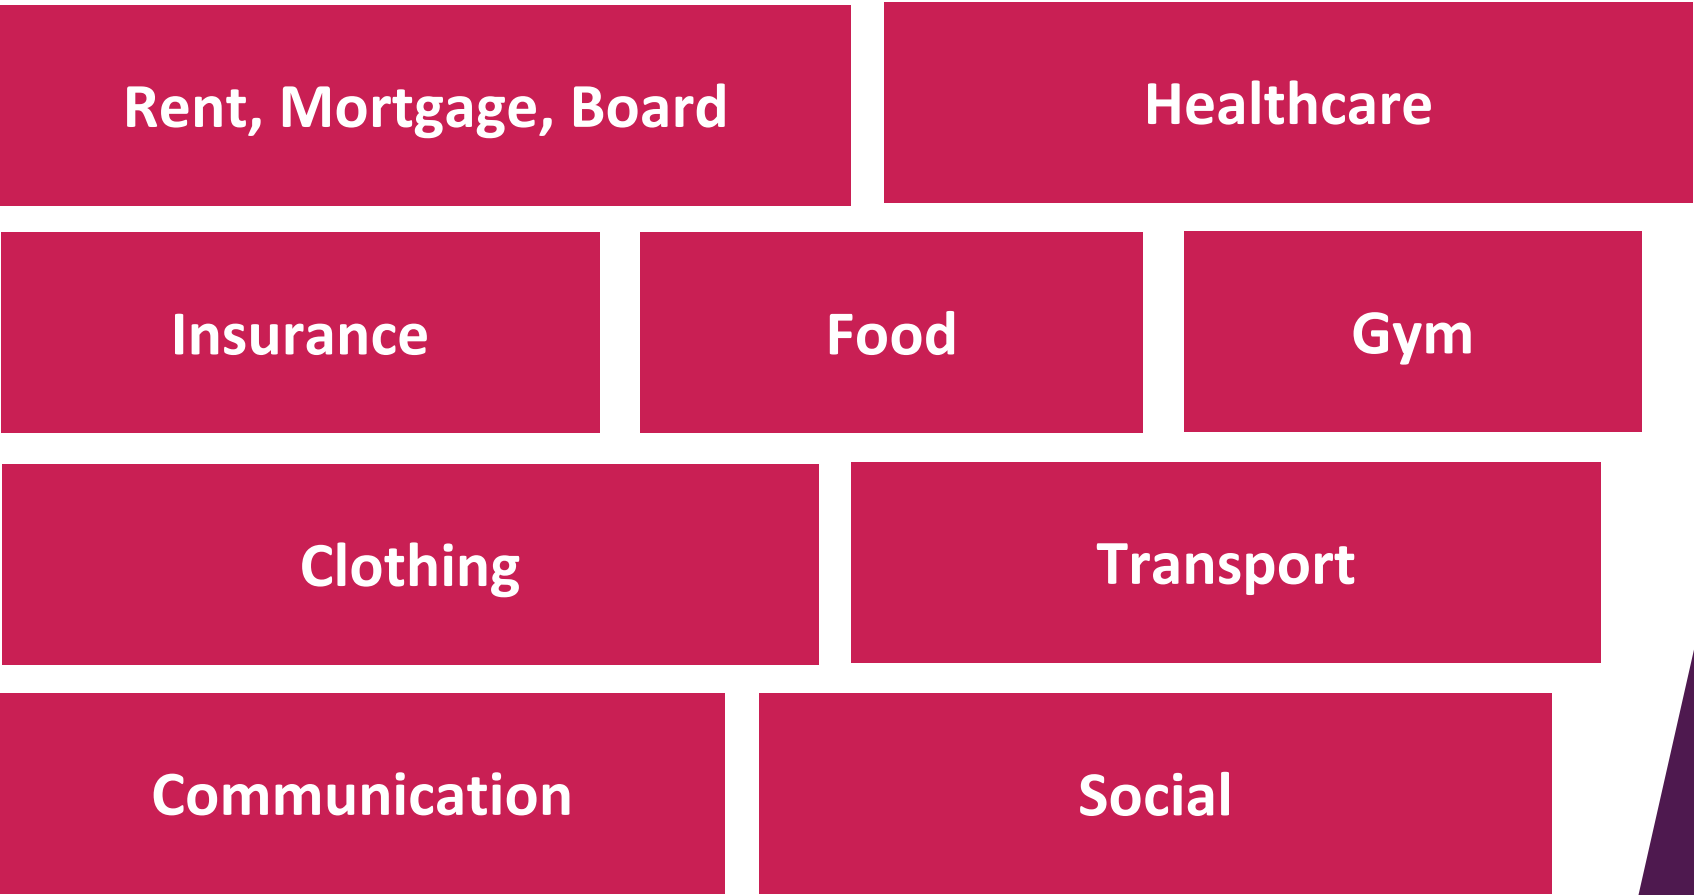 Rent, Mortgage, Board
Healthcare
Insurance
Food
Gym
Clothing
Transport
Communication
Social